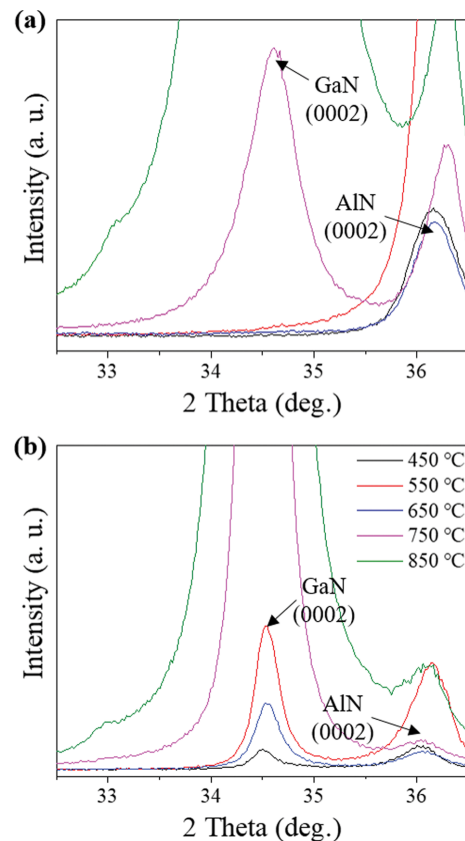 (a)
GaN
(0002)
AlN
(0002)
Intensity (a. u.)
33 34 35 36
2 Theta (deg.)
(b)
450 °C
550 °C
650 °C
750 °C
850 °C
GaN
(0002)
AlN
(0002)
Intensity (a. u.)
33 34 35 36
2 Theta (deg.)